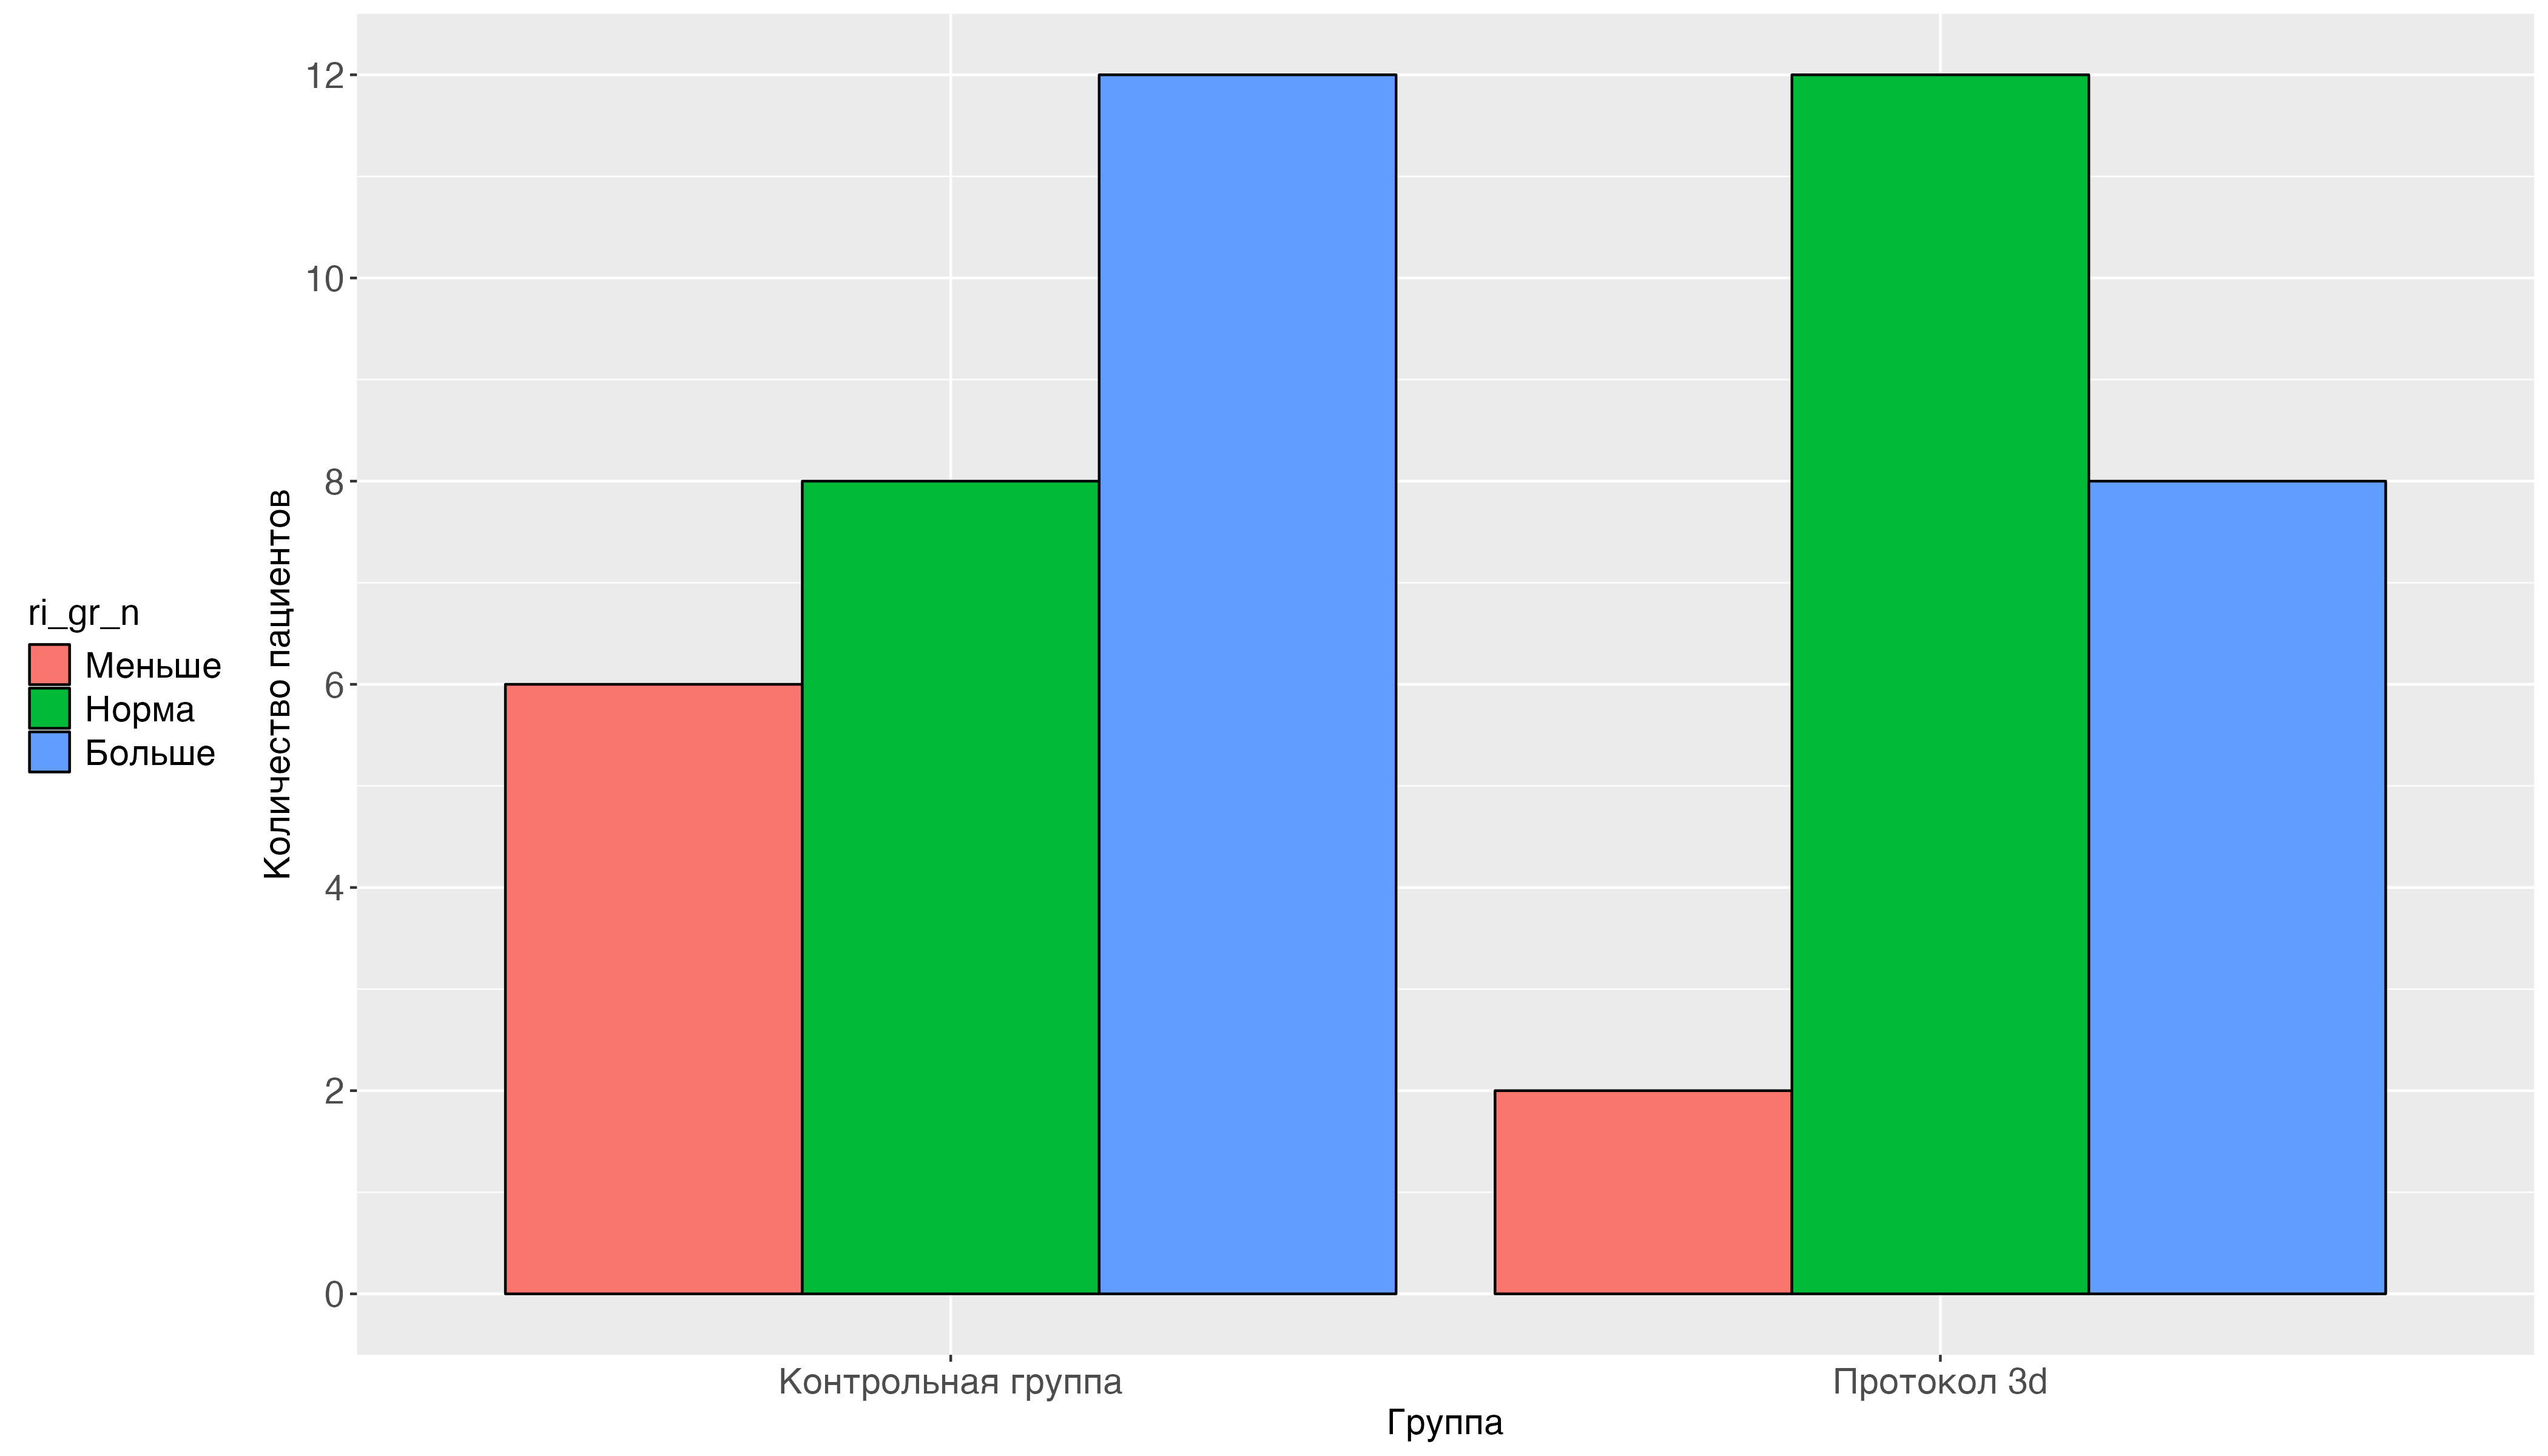 ri_gr_n
Меньше
Норма
Больше
Количество пациентов
12
10
8
6
4
2
0
Контрольная группа
Протокол 3d
Группа